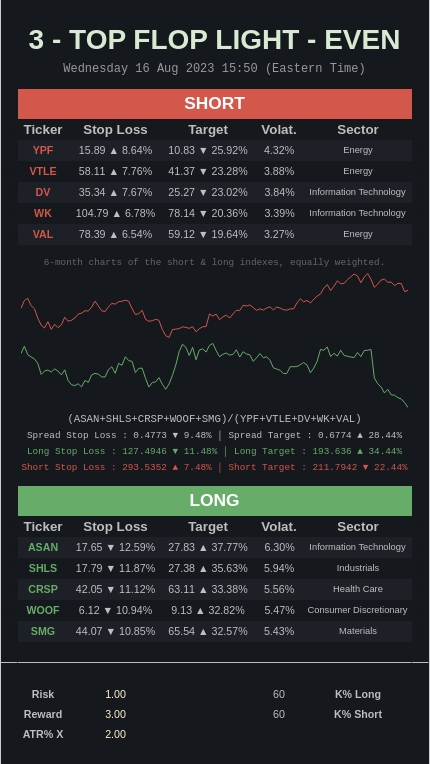 3 - TOP FLOP LIGHT - EVEN
Wednesday 16 Aug 2023 15:50 (Eastern Time)
SHORT
Ticker Stop Loss Target Volat. Sector
YPF 15.89 ▲ 8.64% 10.83 ▼ 25.92% 4.32% Energy
VTLE 58.11 ▲ 7.76% 41.37 ▼ 23.28% 3.88% Energy
DV 35.34 ▲ 7.67% 25.27 ▼ 23.02% 3.84% Information Technology
WK 104.79 ▲ 6.78% 78.14 ▼ 20.36% 3.39% Information Technology
VAL 78.39 ▲ 6.54% 59.12 ▼ 19.64% 3.27% Energy
6-month charts of the short & long indexes, equally weighted.
(ASAN+SHLS+CRSP+WOOF+SMG)/(YPF+VTLE+DV+WK+VAL)
Spread Stop Loss : 0.4773 ▼ 9.48% | Spread Target : 0.6774 ▲ 28.44%
Long Stop Loss : 127.4946 ▼ 11.48% | Long Target : 193.636 ▲ 34.44%
Short Stop Loss : 293.5352 ▲ 7.48% | Short Target : 211.7942 ▼ 22.44%
LONG
Ticker Stop Loss Target Volat. Sector
ASAN 17.65 ▼ 12.59% 27.83 ▲ 37.77% 6.30% Information Technology
SHLS 17.79 ▼ 11.87% 27.38 ▲ 35.63% 5.94% Industrials
CRSP 42.05 ▼ 11.12% 63.11 ▲ 33.38% 5.56% Health Care
WOOF 6.12 ▼ 10.94% 9.13 ▲ 32.82% 5.47% Consumer Discretionary
SMG 44.07 ▼ 10.85% 65.54 ▲ 32.57% 5.43% Materials
Risk 1.00 60 K% Long
Reward 3.00 60 K% Short
ATR% X 2.00